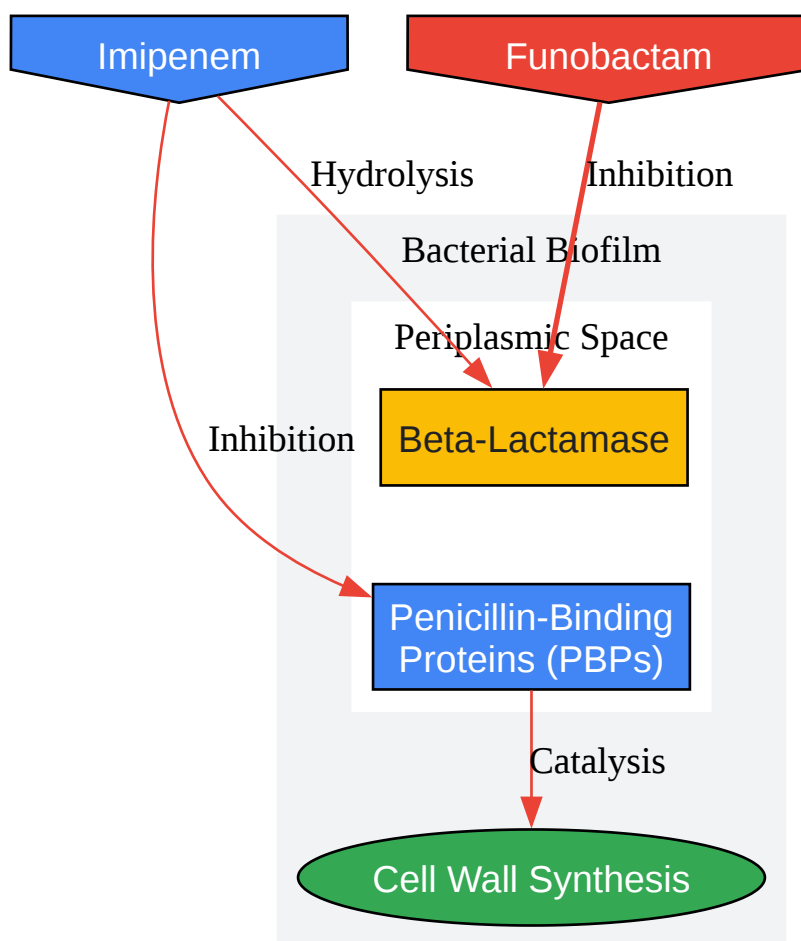 Imipenem
Funobactam
Hydrolysis
Inhibition
Bacterial Biofilm
Periplasmic Space
Beta-Lactamase
Inhibition
Penicillin-Binding
Proteins (PBPs)
Catalysis
Cell Wall Synthesis